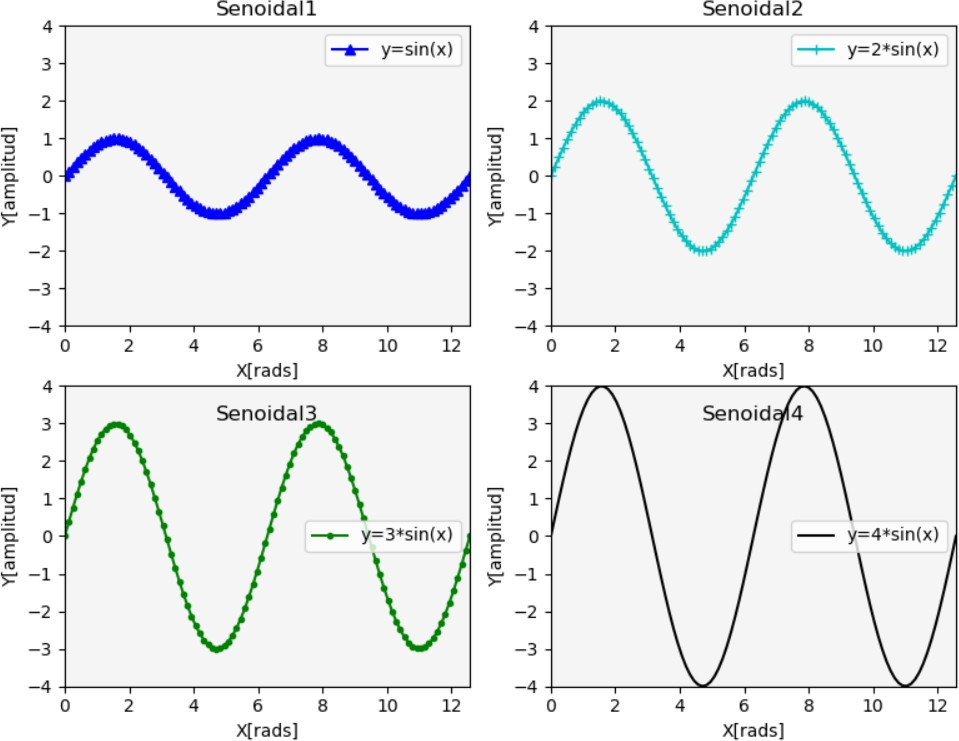 Senoidal1
4
3
2
1
0
−1
−2
−3
−4
Y[amplitud]
y=sin(x)
0 2 4 6 8 10 12
X[rads]
Senoidal2
4
3
2
1
0
−1
−2
−3
−4
Y[amplitud]
y=2*sin(x)
0 2 4 6 8 10 12
X[rads]
Senoidal3
4
3
2
1
0
−1
−2
−3
−4
Y[amplitud]
y=3*sin(x)
0 2 4 6 8 10 12
X[rads]
Senoidal4
4
3
2
1
0
−1
−2
−3
−4
Y[amplitud]
y=4*sin(x)
0 2 4 6 8 10 12
X[rads]